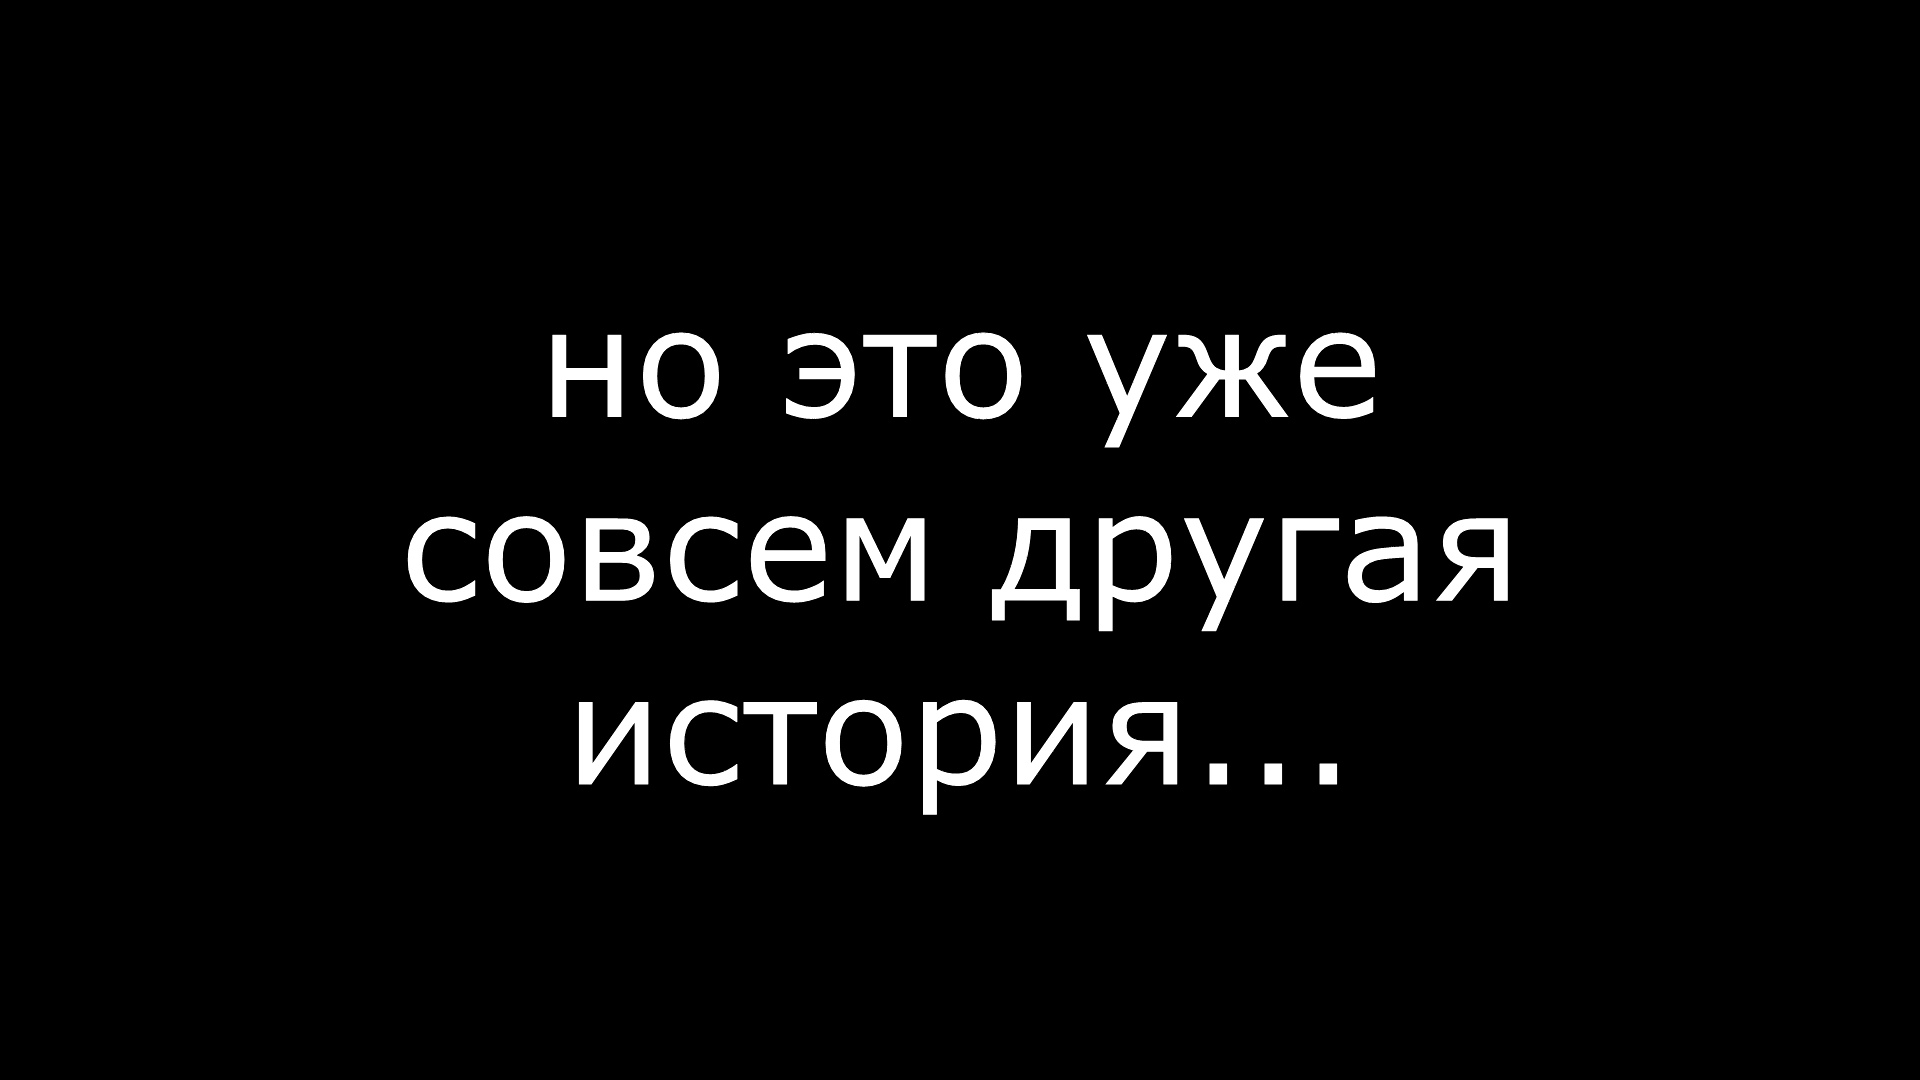 но это уже
совсем другая
история...